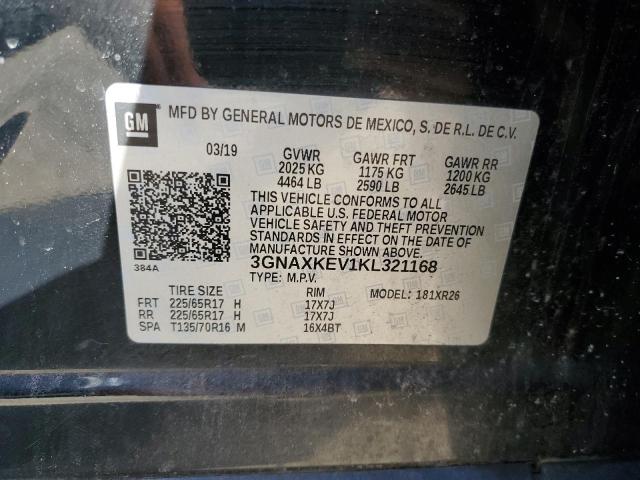 GM
MFD BY GENERAL MOTORS DE MEXICO, S. DE R.L. DE C.V.
03/19 GVWR GAWR FRT GAWR RR
2025 KG 1175 KG 1200 KG
4464 LB 2590 LB 2645 LB
THIS VEHICLE CONFORMS TO ALL
APPLICABLE U.S. FEDERAL MOTOR
VEHICLE SAFETY AND THEFT PREVENTION
STANDARDS IN EFFECT ON THE DATE OF
MANUFACTURE SHOWN ABOVE.
384A 3GNAXKEV1KL321168
TYPE: M.P.V.
TIRE SIZE RIM MODEL: 181XR26
FRT 225/65R17 H 17X7J
RR 225/65R17 H 17X7J
SPA T135/70R16 M 16X4BT